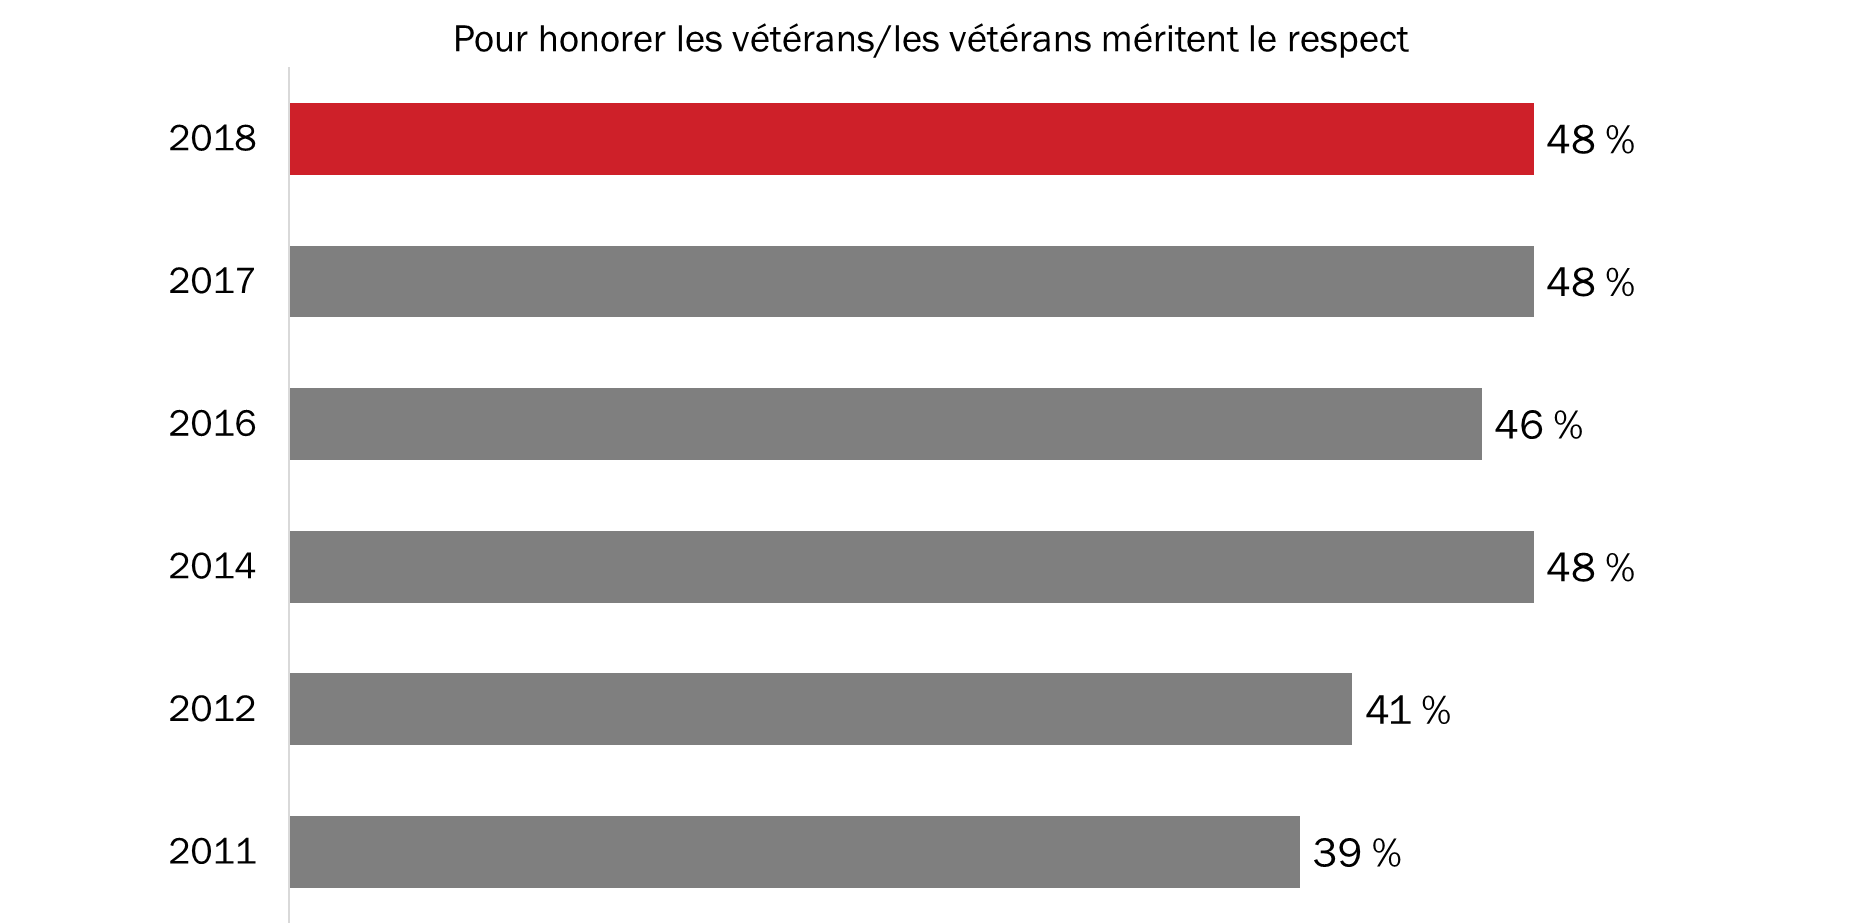 Pour honorer les vétérans/les vétérans méritent le respect
2018 48 %
2017 48 %
2016 46 %
2014 48 %
2012 41 %
2011 39 %